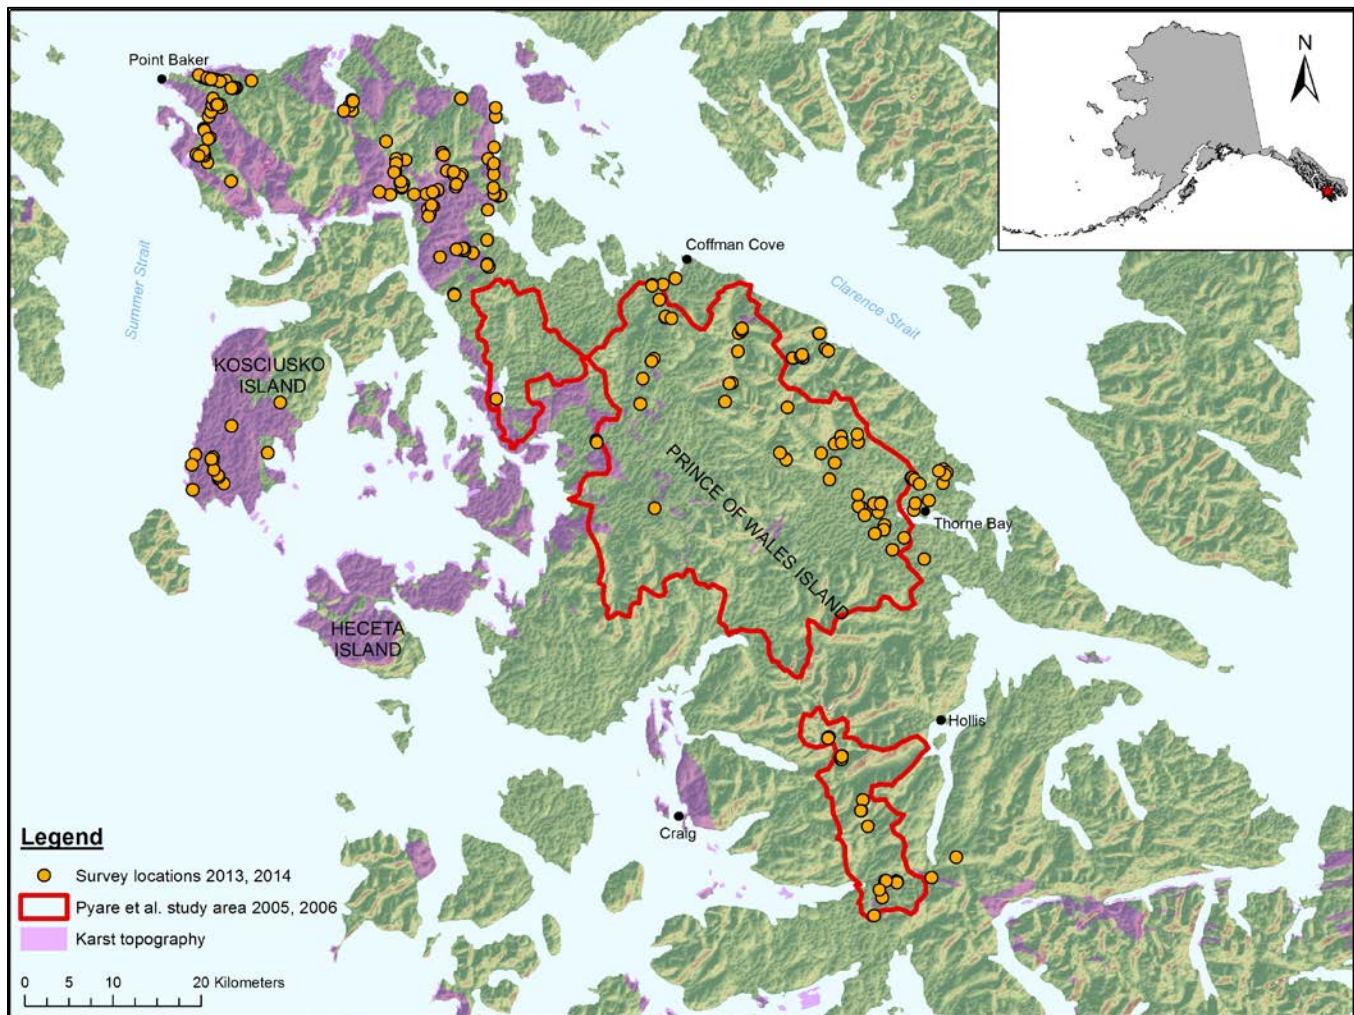 Point Baker
N
Coffman Cove
Summer Strait
Clarence Strait
KOSCIUSKO
ISLAND
PRINCE OF WALES ISLAND
Thorne Bay
HECETA
ISLAND
Hollis
Craig
Legend
Survey locations 2013, 2014
Pyare et al. study area 2005, 2006
Karst topography
0 5 10 20 Kilometers